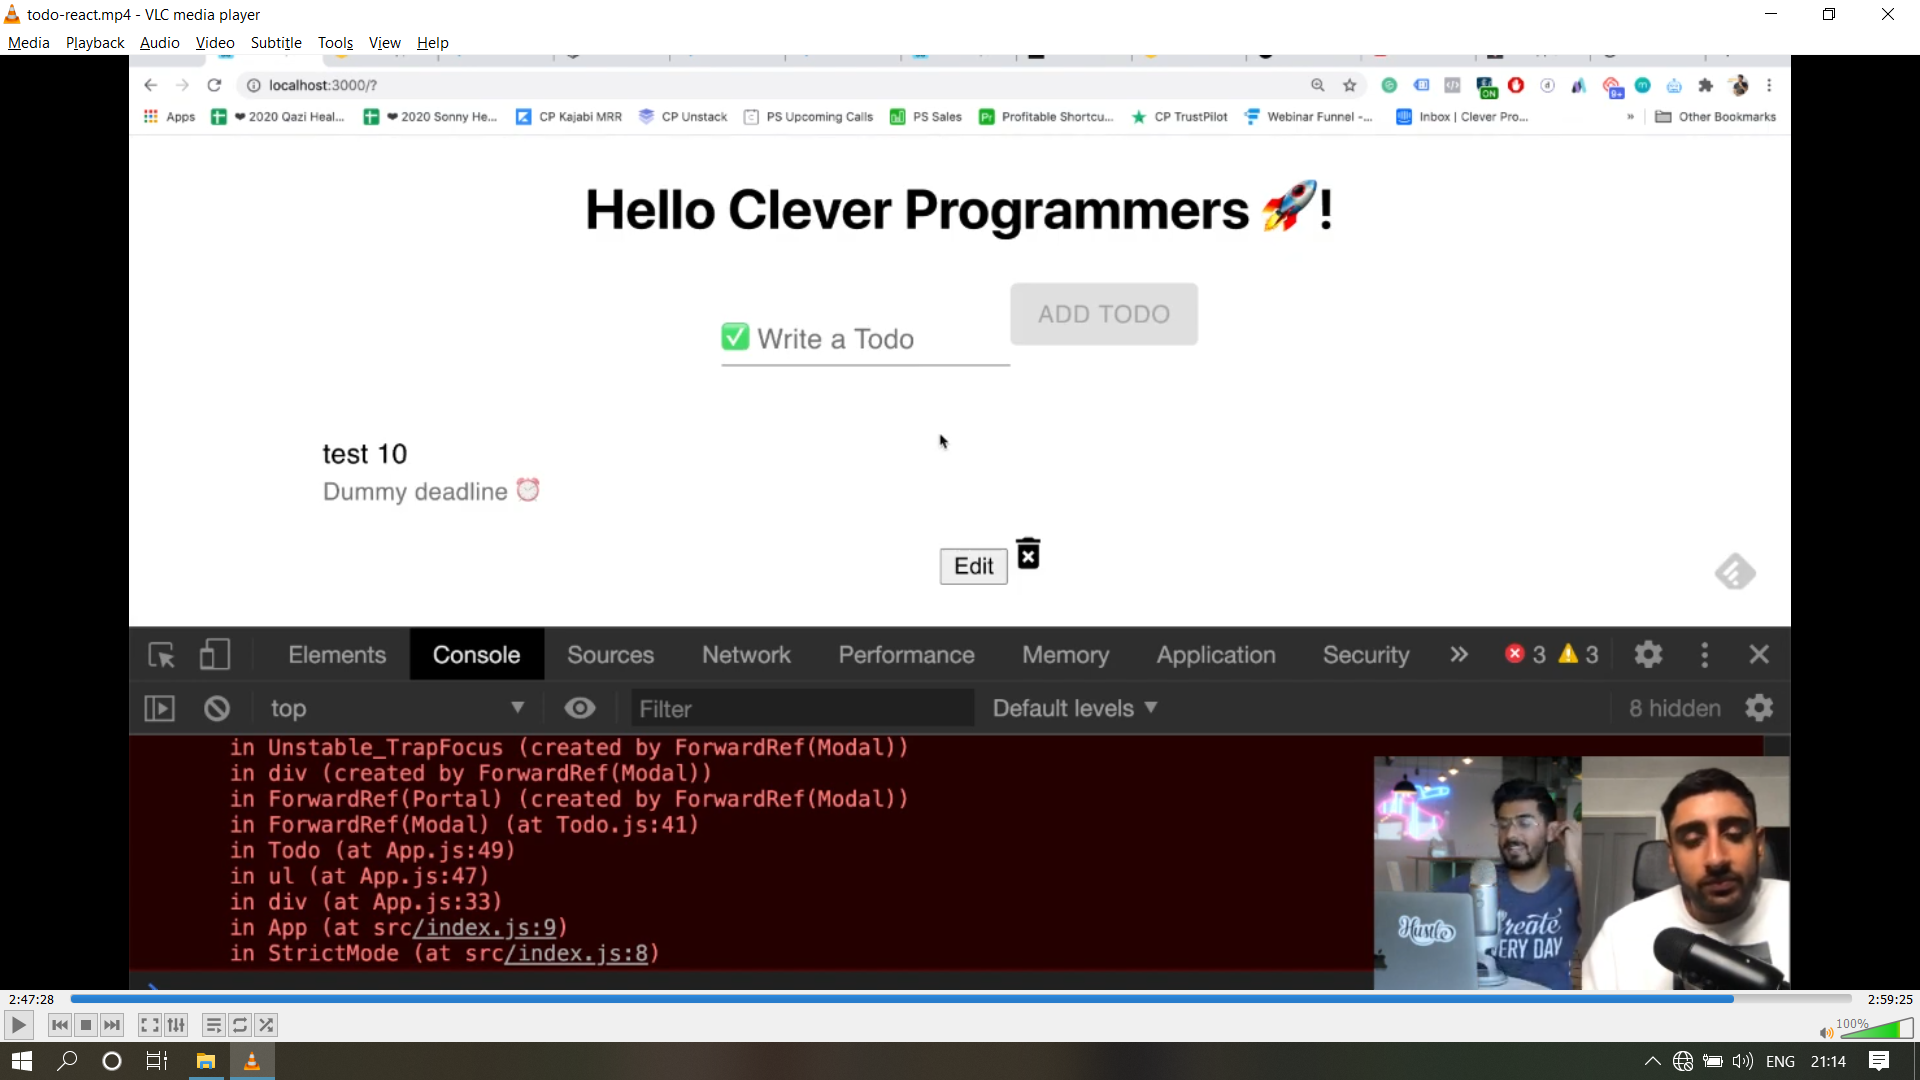 todo-react.mp4 - VLC media player
Media Playback Audio Video Subtitle Tools View Help
localhost:3000/?
ON
9+
Apps ❤ 2020 Qazi Heal... ❤ 2020 Sonny He... CP Kajabi MRR CP Unstack PS Upcoming Calls PS Sales Profitable Shortcu... CP TrustPilot Webinar Funnel -... Inbox | Clever Pro... » Other Bookmarks
Hello Clever Programmers 🚀!
ADD TODO
✅ Write a Todo
test 10
Dummy deadline ⏰
Edit
Elements Console Sources Network Performance Memory Application Security » 3 3
top Filter Default levels 8 hidden
in Unstable_TrapFocus (created by ForwardRef(Modal))
in div (created by ForwardRef(Modal))
in ForwardRef(Portal) (created by ForwardRef(Modal))
in ForwardRef(Modal) (at Todo.js:41)
in Todo (at App.js:49)
in ul (at App.js:47)
in div (at App.js:33)
in App (at src/index.js:9)
in StrictMode (at src/index.js:8)
Hustle
2:47:28
2:59:25
100%
ENG 21:14